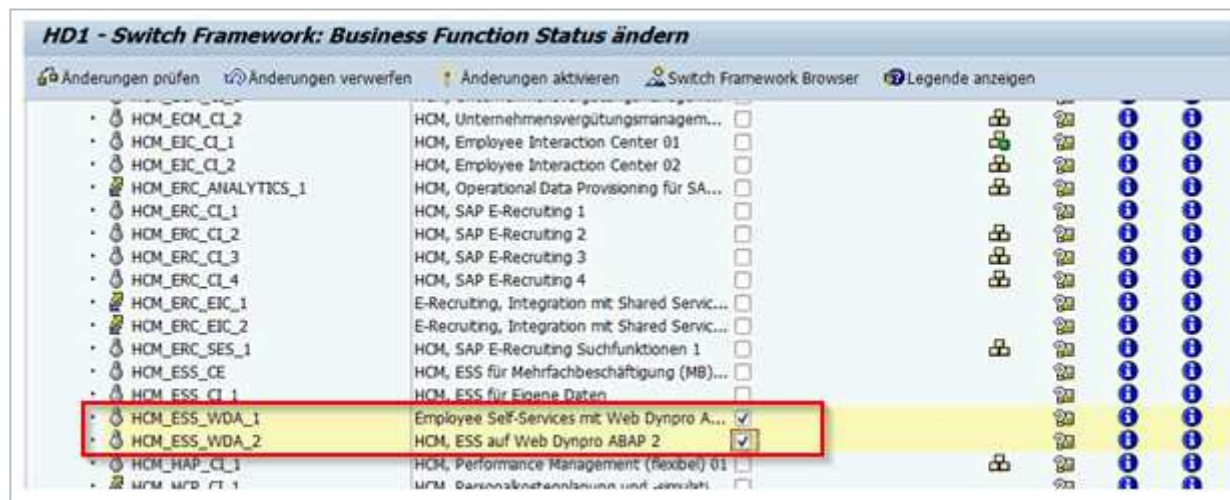 HD1 - Switch Framework: Business Function Status ändern
Änderungen prüfen Änderungen verwerfen Änderungen aktivieren Switch Framework Browser Legende anzeigen
HCM_ECM_CI_2 HCM, Unternehmensvergütungsmanagem...
HCM_EIC_CI_1 HCM, Employee Interaction Center 01
HCM_EIC_CI_2 HCM, Employee Interaction Center 02
HCM_ERC_ANALYTICS_1 HCM, Operational Data Provisioning für SA...
HCM_ERC_CI_1 HCM, SAP E-Recruiting 1
HCM_ERC_CI_2 HCM, SAP E-Recruiting 2
HCM_ERC_CI_3 HCM, SAP E-Recruiting 3
HCM_ERC_CI_4 HCM, SAP E-Recruiting 4
HCM_ERC_EIC_1 E-Recruiting, Integration mit Shared Servic...
HCM_ERC_EIC_2 E-Recruiting, Integration mit Shared Servic...
HCM_ERC_SES_1 HCM, SAP E-Recruiting Suchfunktionen 1
HCM_ESS_CE HCM, ESS für Mehrfachbeschäftigung (MB)...
HCM_ESS_CI_1 HCM, ESS für Eigene Daten
HCM_ESS_WDA_1 Employee Self-Services mit Web Dynpro A...
HCM_ESS_WDA_2 HCM, ESS auf Web Dynpro ABAP 2
HCM_HAP_CI_1 HCM, Performance Management (flexibel) 01
HCM_MCP_CI_1 HCM, Personalkostenplanung und -simulati...